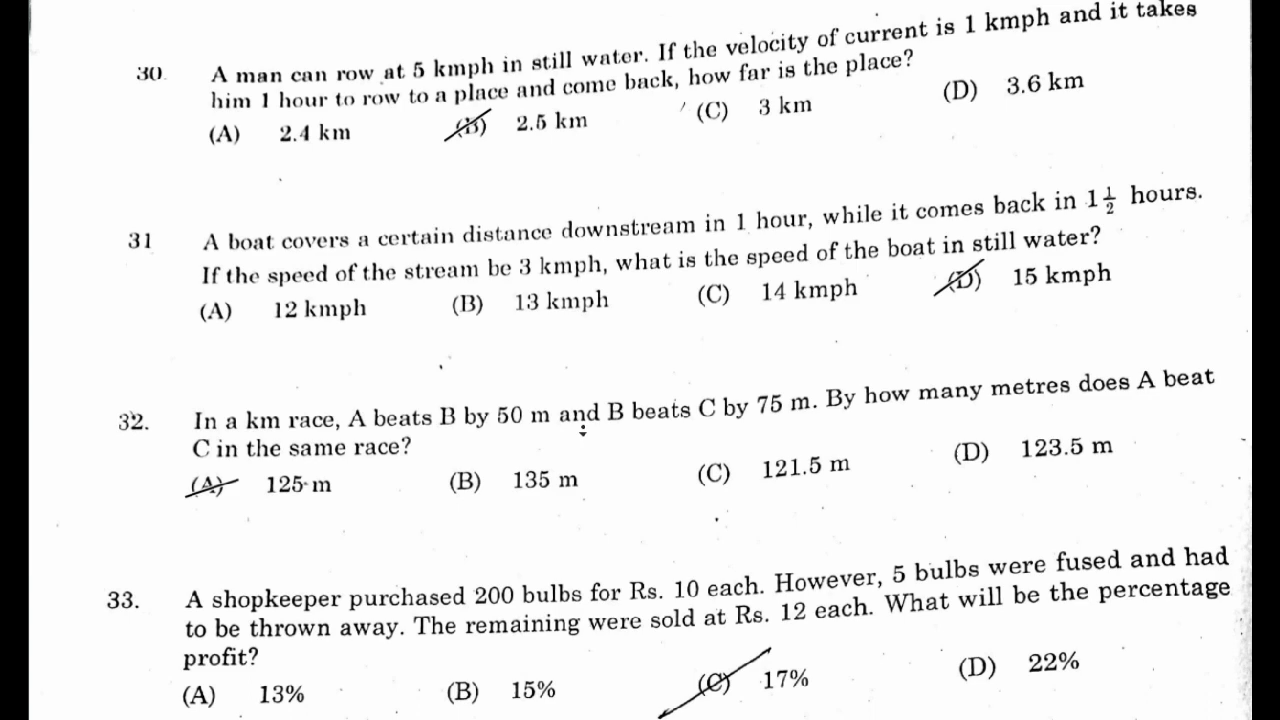 30. A man can row at 5 kmph in still water. If the velocity of current is 1 kmph and it takes
him 1 hour to row to a place and come back, how far is the place?
(A) 2.4 km (B) 2.5 km (C) 3 km (D) 3.6 km
31 A boat covers a certain distance downstream in 1 hour, while it comes back in 1 1/2 hours.
If the speed of the stream be 3 kmph, what is the speed of the boat in still water?
(A) 12 kmph (B) 13 kmph (C) 14 kmph (D) 15 kmph
32. In a km race, A beats B by 50 m and B beats C by 75 m. By how many metres does A beat
C in the same race?
(A) 125 m (B) 135 m (C) 121.5 m (D) 123.5 m
33. A shopkeeper purchased 200 bulbs for Rs. 10 each. However, 5 bulbs were fused and had
to be thrown away. The remaining were sold at Rs. 12 each. What will be the percentage
profit?
(A) 13% (B) 15% (C) 17% (D) 22%